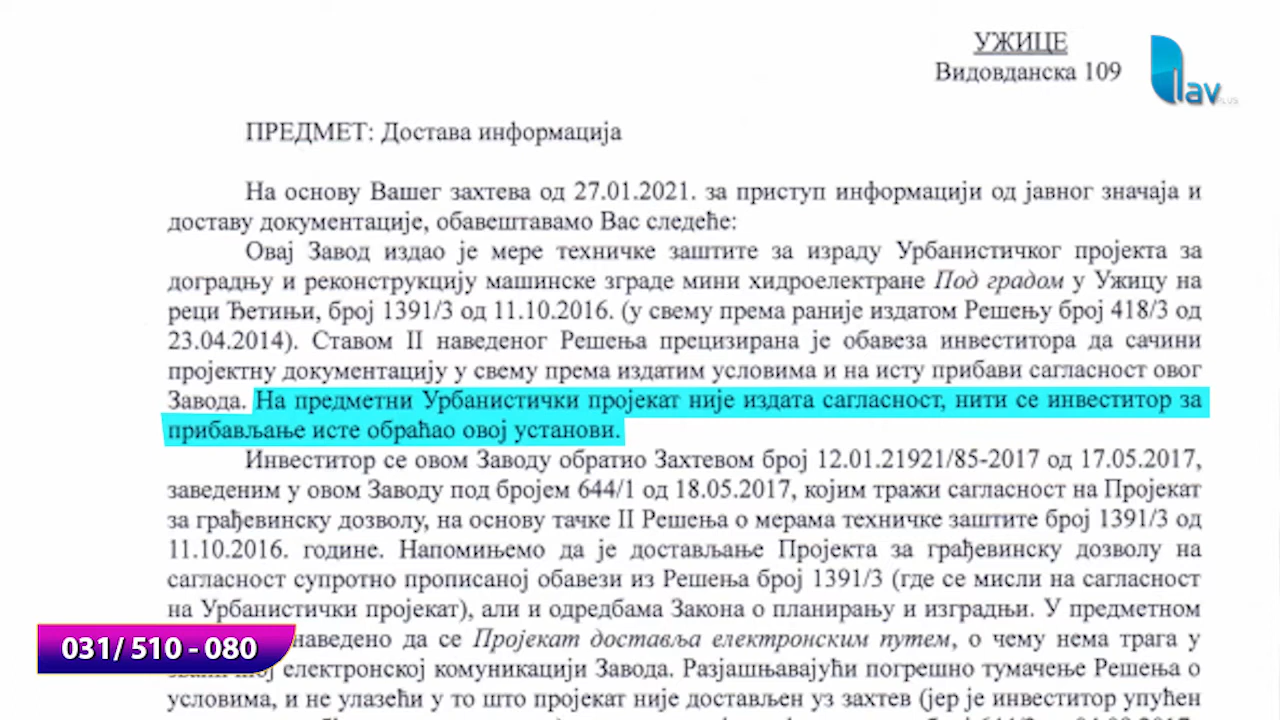 УЖИЦЕ
Видовданска 109
lav
PLUS
ПРЕДМЕТ: Достава информација
На основу Вашег захтева од 27.01.2021. за приступ информацији од јавног значаја и
доставу документације, обавештавамо Вас следеће:
Овај Завод издао је мере техничке заштите за израду Урбанистичког пројекта за
доградњу и реконструкцију машинске зграде мини хидроелектране Под градом у Ужицу на
реци Ђетињи, број 1391/3 од 11.10.2016. (у свему према раније издатом Решењу број 418/3 од
23.04.2014). Ставом II наведеног Решења прецизирана је обавеза инвеститора да сачини
пројектну документацију у свему према издатим условима и на исту прибави сагласност овог
Завода. На предметни Урбанистички пројекат није издата сагласност, нити се инвеститор за
прибављање исте обраћао овој установи.
Инвеститор се овом Заводу обратио Захтевом број 12.01.21921/85-2017 од 17.05.2017,
заведеним у овом Заводу под бројем 644/1 од 18.05.2017, којим тражи сагласност на Пројекат
за грађевинску дозволу, на основу тачке II Решења о мерама техничке заштите број 1391/3 од
11.10.2016. године. Напомињемо да је достављање Пројекта за грађевинску дозволу на
сагласност супротно прописаној обавези из Решења број 1391/3 (где се мисли на сагласност
на Урбанистички пројекат), али и одредбама Закона о планирању и изградњи. У предметном
наведено да се Пројекат доставља електронским путем, о чему нема трага у
електронској комуникацији Завода. Разјашњавајући погрешно тумачење Решења о
условима, и не улазећи у то што пројекат није достављен уз захтев (јер је инвеститор упућен
031/ 510 - 080